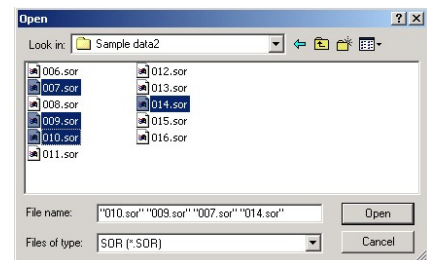 Open
Look in: Sample data2
006.sor 012.sor
007.sor 013.sor
008.sor 014.sor
009.sor 015.sor
010.sor 016.sor
011.sor
File name: "010.sor" "009.sor" "007.sor" "014.sor" Open
Files of type: SOR (*.SOR) Cancel